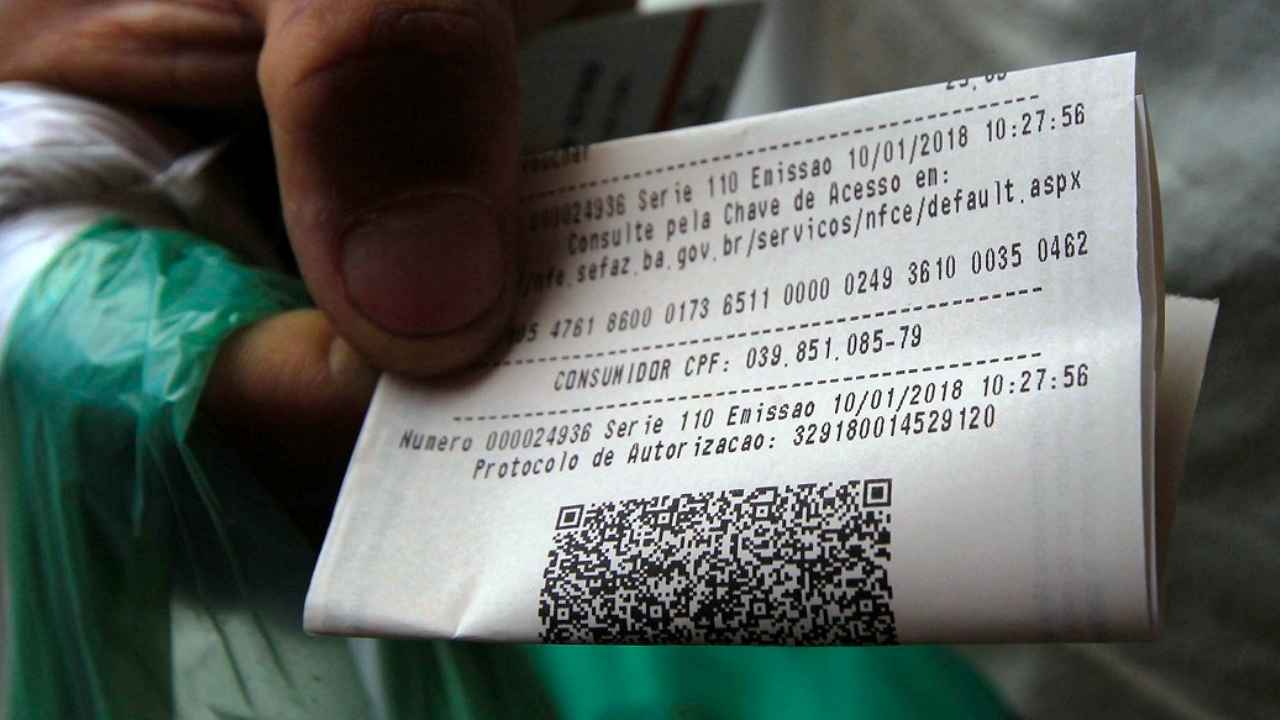 000024936 Serie 110 Emissao 10/01/2018 10:27:56
Consulte pela Chave de Acesso em:
/nfe.sefaz.ba.gov.br/servicos/nfce/default.aspx
4761 8600 0173 6511 0000 0249 3610 0035 0462
CONSUMIDOR CPF: 039.851.085-79
Numero 000024936 Serie 110 Emissao 10/01/2018 10:27:56
Protocolo de Autorizacao: 329180014529120